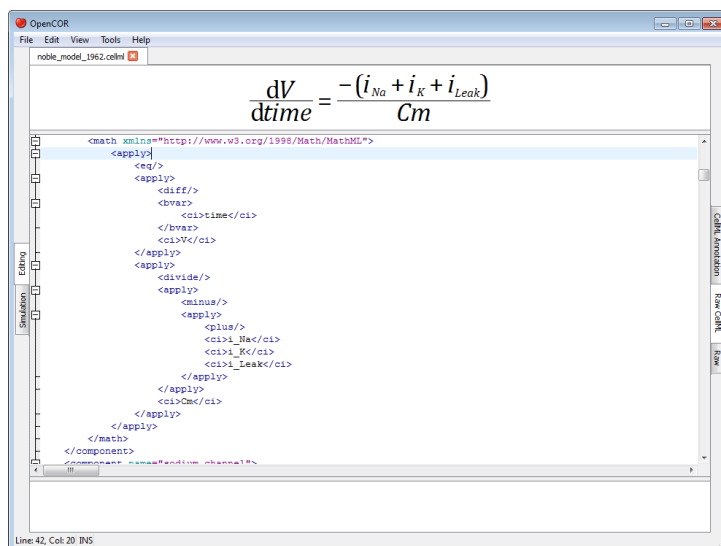 OpenCOR
File Edit View Tools Help
noble_model_1962.cellml
dV/dtime = −(i_Na + i_K + i_Leak)/Cm
<math xmlns="http://www.w3.org/1998/Math/MathML">
<apply>
<eq/>
<apply>
<diff/>
<bvar>
<ci>time</ci>
</bvar>
<ci>V</ci>
</apply>
<apply>
<divide/>
<apply>
<minus/>
<apply>
<plus/>
<ci>i_Na</ci>
<ci>i_K</ci>
<ci>i_Leak</ci>
</apply>
</apply>
<ci>Cm</ci>
</apply>
</apply>
</math>
</component>
<component name="sodium_channel">
Editing
Simulation
CellML Annotation
Raw CellML
Raw
Line: 42, Col: 20 INS